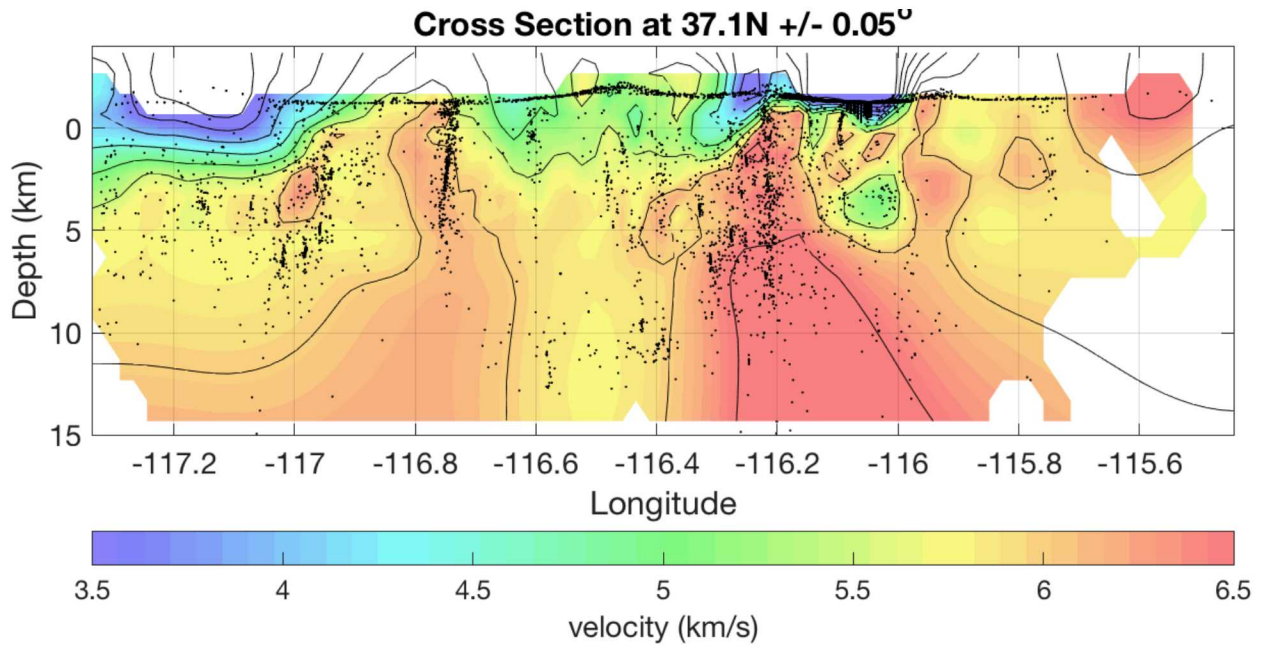 Cross Section at 37.1N +/- 0.05°
Depth (km)
0
5
10
15
-117.2 -117 -116.8 -116.6 -116.4 -116.2 -116 -115.8 -115.6
Longitude
3.5 4 4.5 5 5.5 6 6.5
velocity (km/s)